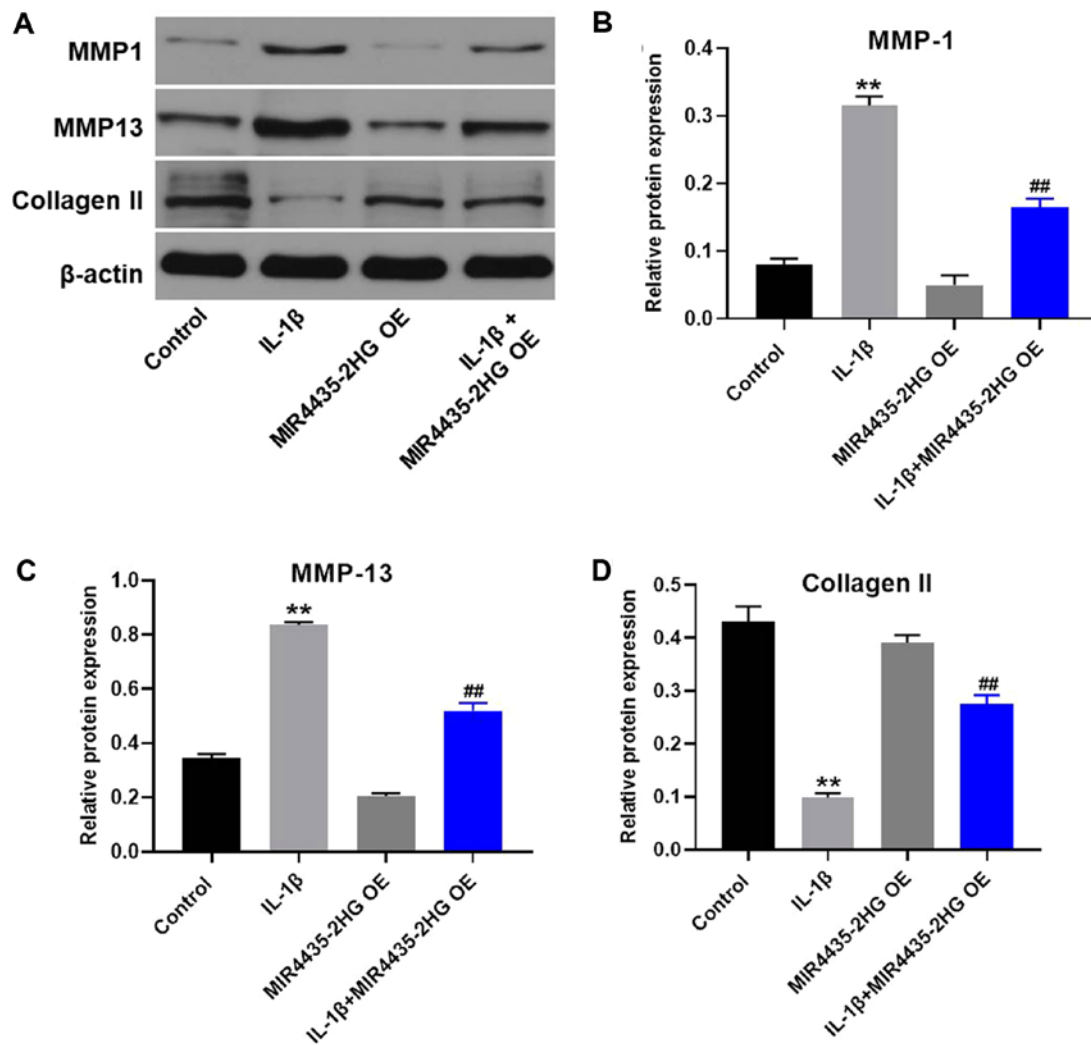 A
MMP1
MMP13
Collagen II
β-actin
Control
IL-1β
MIR4435-2HG OE
IL-1β +
MIR4435-2HG OE
B
MMP-1
Relative protein expression
0.4
0.3
0.2
0.1
0.0
**
##
Control
IL-1β
MIR4435-2HG OE
IL-1β+MIR4435-2HG OE
C
MMP-13
Relative protein expression
1.0
0.8
0.6
0.4
0.2
0.0
**
##
Control
IL-1β
MIR4435-2HG OE
IL-1β+MIR4435-2HG OE
D
Collagen II
Relative protein expression
0.5
0.4
0.3
0.2
0.1
0.0
**
##
Control
IL-1β
MIR4435-2HG OE
IL-1β+MIR4435-2HG OE